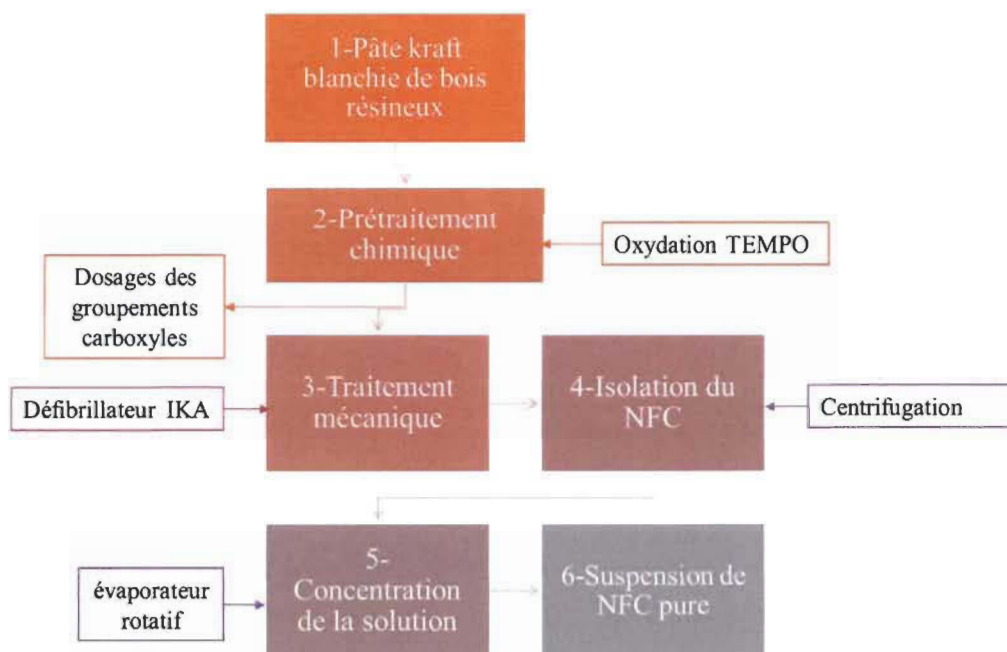 1-Pâte kraft
blanchie de bois
résineux
2-Prétraitement
chimique
Oxydation TEMPO
Dosages des
groupements
carboxyles
3-Traitement
mécanique
4-Isolation du
NFC
Défibrillateur IKA
Centrifugation
5-
Concentration
de la solution
6-Suspension de
NFC pure
évaporateur
rotatif